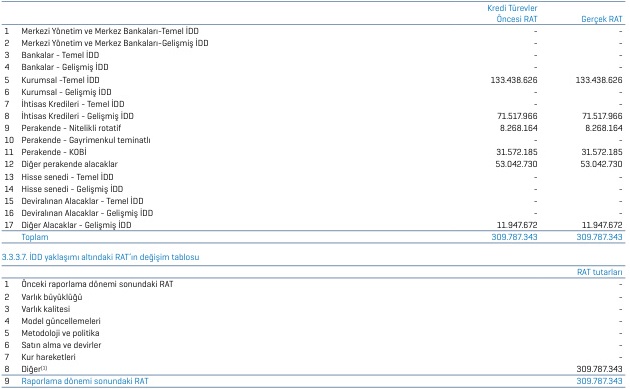 Kredi Türevler
Öncesi RAT Gerçek RAT
1 Merkezi Yönetim ve Merkez Bankaları-Temel İDD - -
2 Merkezi Yönetim ve Merkez Bankaları-Gelişmiş İDD - -
3 Bankalar - Temel İDD - -
4 Bankalar - Gelişmiş İDD - -
5 Kurumsal -Temel İDD 133.438.626 133.438.626
6 Kurumsal - Gelişmiş İDD - -
7 İhtisas Kredileri - Temel İDD - -
8 İhtisas Kredileri - Gelişmiş İDD 71.517.966 71.517.966
9 Perakende - Nitelikli rotatif 8.268.164 8.268.164
10 Perakende - Gayrimenkul teminatlı - -
11 Perakende - KOBİ 31.572.185 31.572.185
12 Diğer perakende alacaklar 53.042.730 53.042.730
13 Hisse senedi - Temel İDD - -
14 Hisse senedi - Gelişmiş İDD - -
15 Deviralınan Alacaklar - Temel İDD - -
16 Deviralınan Alacaklar - Gelişmiş İDD - -
17 Diğer Alacaklar - Gelişmiş İDD 11.947.672 11.947.672
Toplam 309.787.343 309.787.343
3.3.3.7. İDD yaklaşımı altındaki RAT'ın değişim tablosu
RAT tutarları
1 Önceki raporlama dönemi sonundaki RAT -
2 Varlık büyüklüğü -
3 Varlık kalitesi -
4 Model güncellemeleri -
5 Metodoloji ve politika -
6 Satın alma ve devirler -
7 Kur hareketleri -
8 Diğer(1) 309.787.343
9 Raporlama dönemi sonundaki RAT 309.787.343